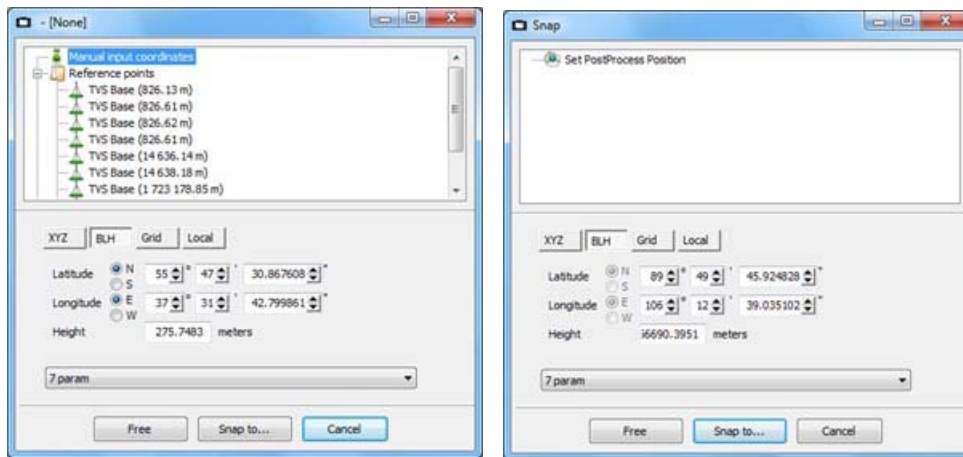 - [None]
Manual input coordinates
Reference points
TVS Base (826.13 m)
TVS Base (826.61 m)
TVS Base (826.62 m)
TVS Base (826.61 m)
TVS Base (14 636.14 m)
TVS Base (14 638.18 m)
TVS Base (1 723 178.85 m)
XYZ BLH Grid Local
Latitude N S 55 ° 47 ' 30.867608 "
Longitude E W 37 ° 31 ' 42.799861 "
Height 275.7483 meters
7 param
Free Snap to... Cancel
Snap
Set PostProcess Position
XYZ BLH Grid Local
Latitude N S 89 ° 49 ' 45.924828 "
Longitude E W 106 ° 12 ' 39.035102 "
Height 6690.3951 meters
7 param
Free Snap to... Cancel